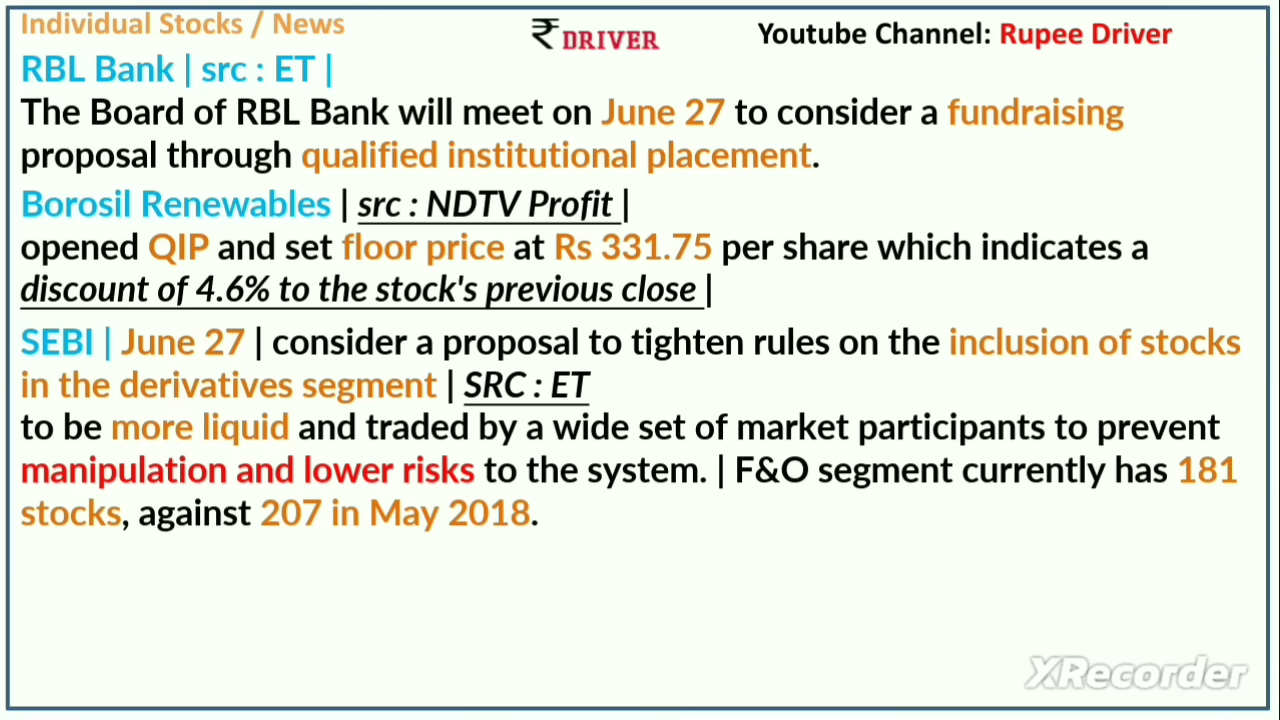 Individual Stocks / News
₹ DRIVER
Youtube Channel: Rupee Driver
RBL Bank | src : ET |
The Board of RBL Bank will meet on June 27 to consider a fundraising
proposal through qualified institutional placement.
Borosil Renewables | src : NDTV Profit |
opened QIP and set floor price at Rs 331.75 per share which indicates a
discount of 4.6% to the stock's previous close |
SEBI | June 27 | consider a proposal to tighten rules on the inclusion of stocks
in the derivatives segment | SRC : ET
to be more liquid and traded by a wide set of market participants to prevent
manipulation and lower risks to the system. | F&O segment currently has 181
stocks, against 207 in May 2018.
XRecorder